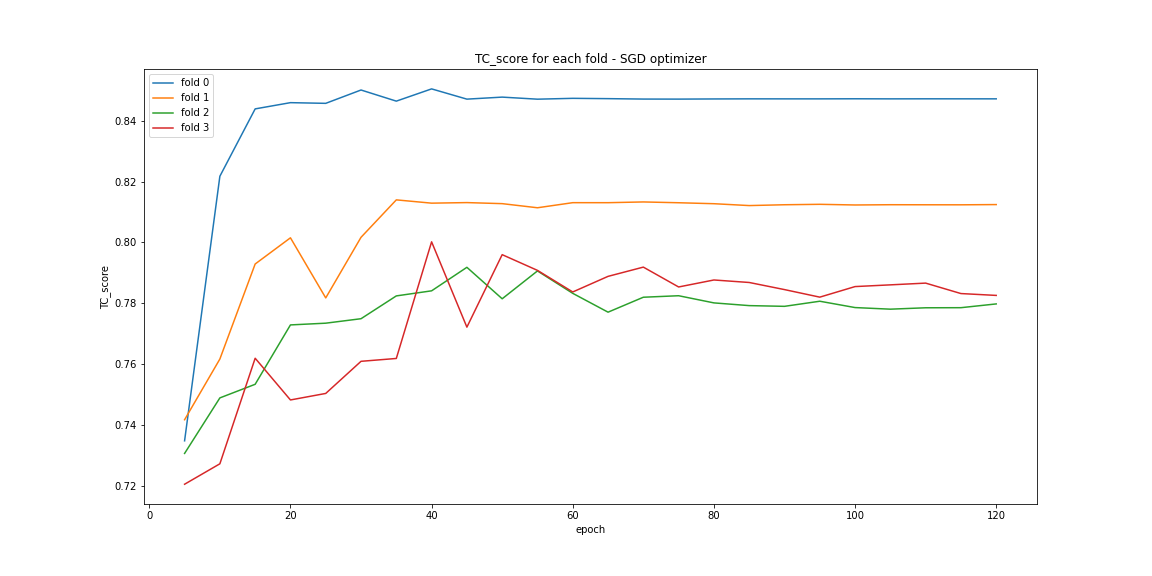 TC_score for each fold - SGD optimizer
fold 0
fold 1
fold 2
fold 3
TC_score
0.84
0.82
0.80
0.78
0.76
0.74
0.72
0 20 40 60 80 100 120
epoch